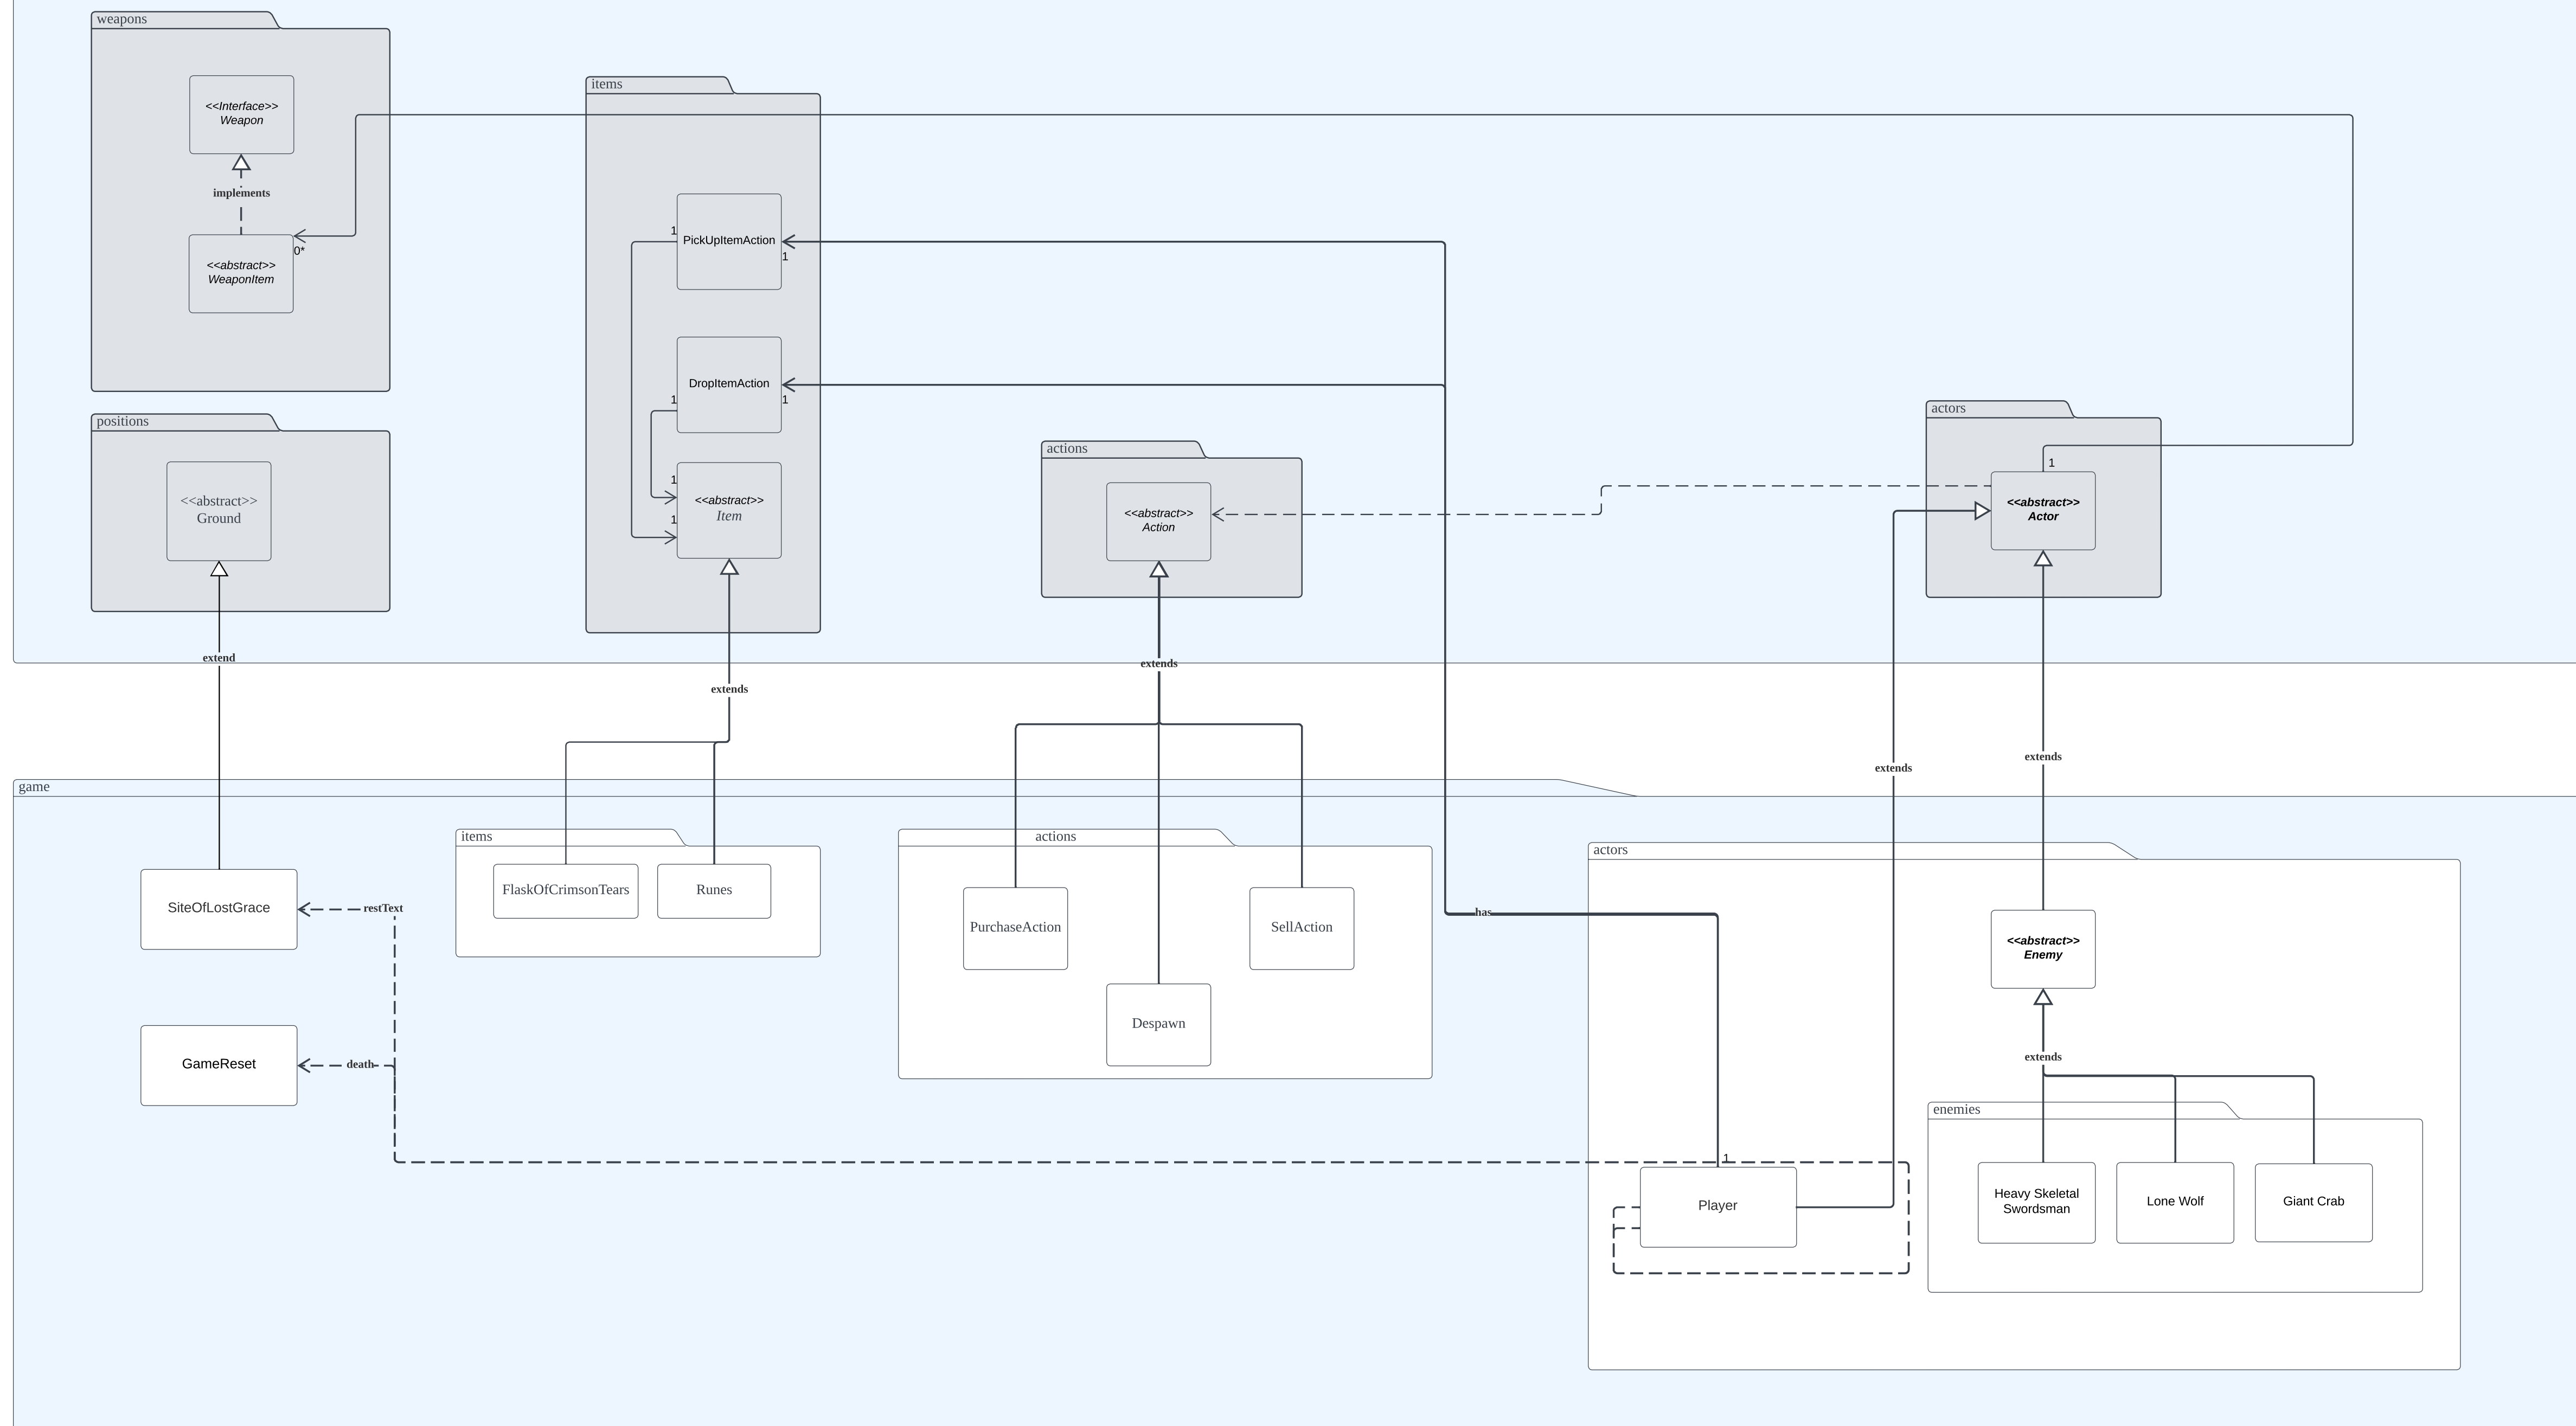 weapons
<<Interface>>
Weapon
implements
0*
<<abstract>>
WeaponItem
items
1
PickUpItemAction
1
DropItemAction
1
1
1
<<abstract>>
Item
1
positions
<<abstract>>
Ground
actions
<<abstract>>
Action
actors
1
<<abstract>>
Actor
extend
extends
extends
extends
extends
game
items
FlaskOfCrimsonTears
Runes
actions
PurchaseAction
SellAction
Despawn
has
actors
<<abstract>>
Enemy
extends
enemies
Heavy Skeletal
Swordsman
Lone Wolf
Giant Crab
1
Player
SiteOfLostGrace
restText
GameReset
death